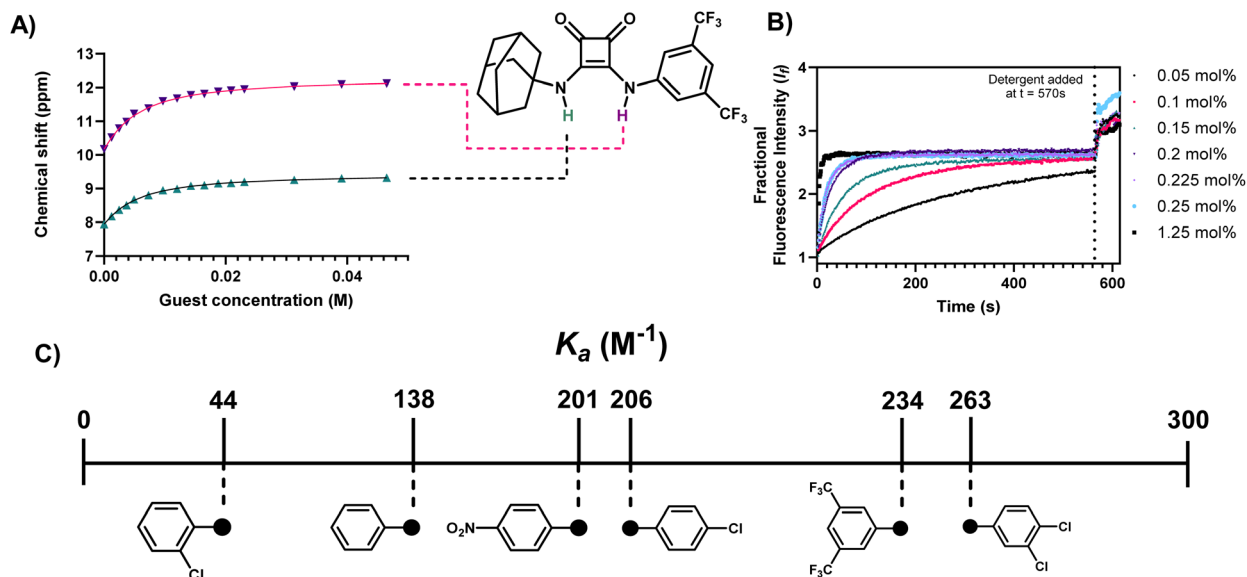 A)
Chemical shift (ppm)
13
12
11
10
9
8
7
0.00
0.02
0.04
Guest concentration (M)
O
O
N
H
N
H
CF3
CF3
B)
Fractional
Fluorescence Intensity (If)
4
3
2
1
0
200
400
600
Time (s)
Detergent added
at t = 570s
0.05 mol%
0.1 mol%
0.15 mol%
0.2 mol%
0.225 mol%
0.25 mol%
1.25 mol%
C)
Ka (M-1)
0
44
138
201
206
234
263
300
Cl
O2N
Cl
F3C
CF3
Cl
Cl